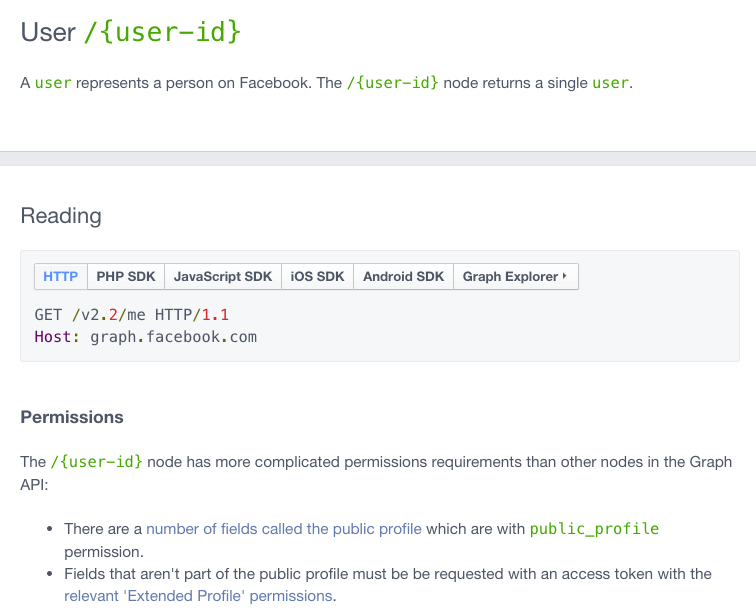 User /{user-id}
A user represents a person on Facebook. The /{user-id} node returns a single user.
Reading
HTTP PHP SDK JavaScript SDK iOS SDK Android SDK Graph Explorer ▸
GET /v2.2/me HTTP/1.1
Host: graph.facebook.com
Permissions
The /{user-id} node has more complicated permissions requirements than other nodes in the Graph
API:
• There are a number of fields called the public profile which are with public_profile
permission.
• Fields that aren't part of the public profile must be be requested with an access token with the
relevant 'Extended Profile' permissions.